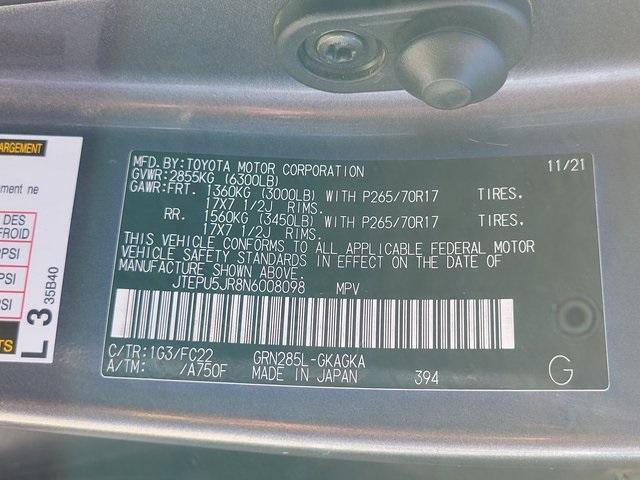 ARGEMENT
ement ne
DES
FROID
PSI
PSI
PSI
TS
L 3
35B40
MFD.BY:TOYOTA MOTOR CORPORATION 11/21
GVWR:2855KG (6300LB)
GAWR:FRT. 1360KG (3000LB) WITH P265/70R17 TIRES.
17X7 1/2J RIMS.
RR. 1560KG (3450LB) WITH P265/70R17 TIRES.
17X7 1/2J RIMS.
THIS VEHICLE CONFORMS TO ALL APPLICABLE FEDERAL MOTOR
VEHICLE SAFETY STANDARDS IN EFFECT ON THE DATE OF
MANUFACTURE SHOWN ABOVE.
JTEPU5JR8N6008098 MPV
C/TR:1G3/FC22 GRN285L-GKAGKA
A/TM: /A750F MADE IN JAPAN 394
G